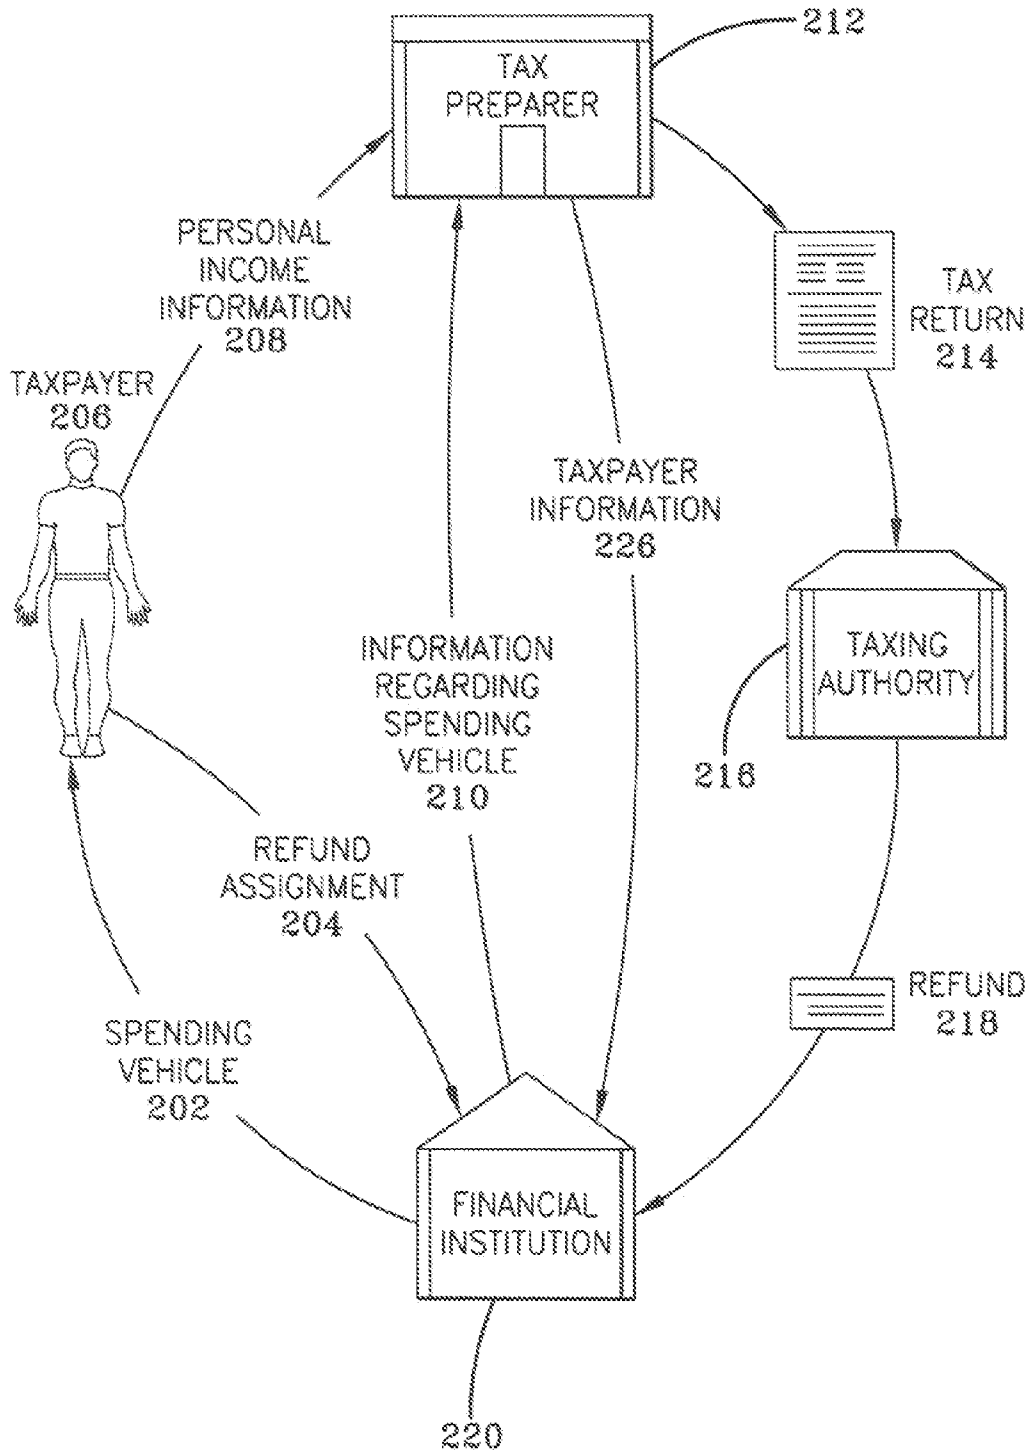 212
TAX
PREPARER
PERSONAL
INCOME
INFORMATION
208
TAX
RETURN
214
TAXPAYER
206
TAXPAYER
INFORMATION
226
INFORMATION
REGARDING
SPENDING
VEHICLE
210
TAXING
AUTHORITY
216
REFUND
ASSIGNMENT
204
REFUND
218
SPENDING
VEHICLE
202
FINANCIAL
INSTITUTION
220